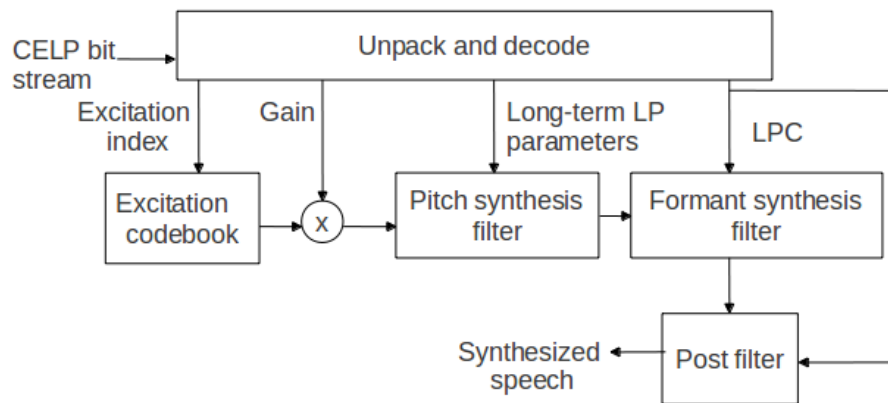 Unpack and decode
CELP bit
stream
Excitation
index
Gain
Long-term LP
parameters
LPC
Excitation
codebook
x
Pitch synthesis
filter
Formant synthesis
filter
Synthesized
speech
Post filter